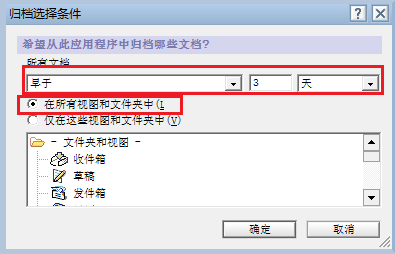 归档选择条件
希望从此应用程序中归档哪些文档?
所有文档
早于 3 天
在所有视图和文件夹中(I
仅在这些视图和文件夹中(V)
- 文件夹和视图 -
收件箱
草稿
发件箱
确定 取消